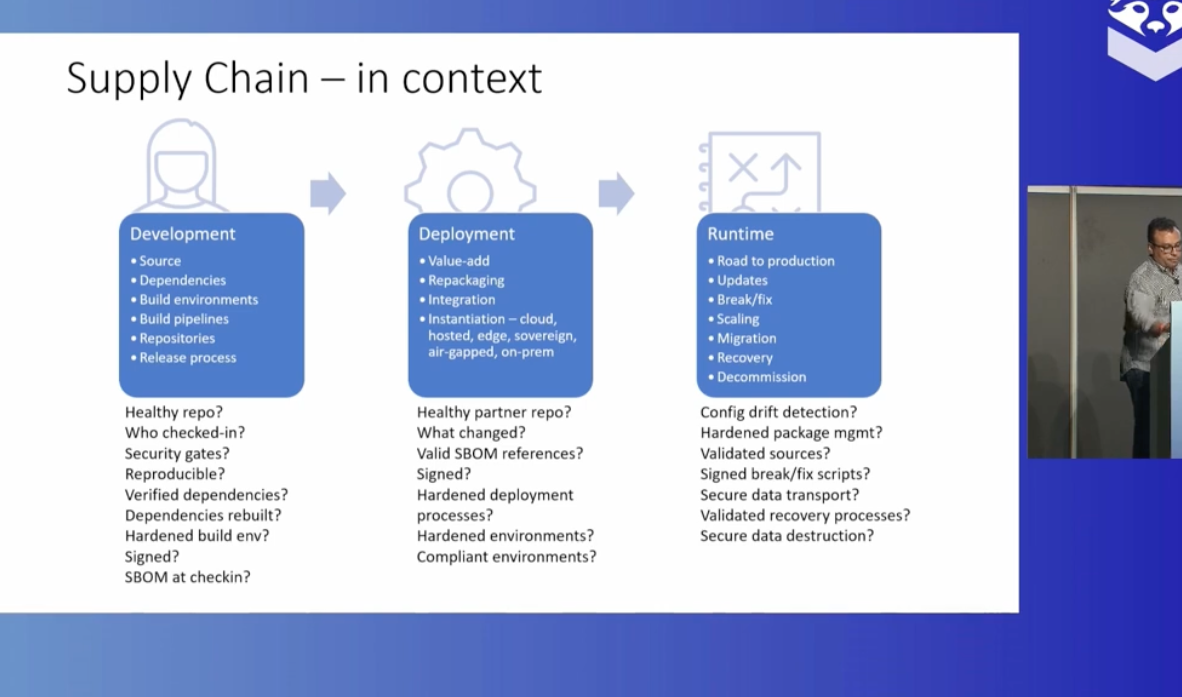 Supply Chain – in context
Development
• Source
• Dependencies
• Build environments
• Build pipelines
• Repositories
• Release process
Healthy repo?
Who checked-in?
Security gates?
Reproducible?
Verified dependencies?
Dependencies rebuilt?
Hardened build env?
Signed?
SBOM at checkin?
Deployment
• Value-add
• Repackaging
• Integration
• Instantiation – cloud,
hosted, edge, sovereign,
air-gapped, on-prem
Healthy partner repo?
What changed?
Valid SBOM references?
Signed?
Hardened deployment
processes?
Hardened environments?
Compliant environments?
Runtime
• Road to production
• Updates
• Break/fix
• Scaling
• Migration
• Recovery
• Decommission
Config drift detection?
Hardened package mgmt?
Validated sources?
Signed break/fix scripts?
Secure data transport?
Validated recovery processes?
Secure data destruction?